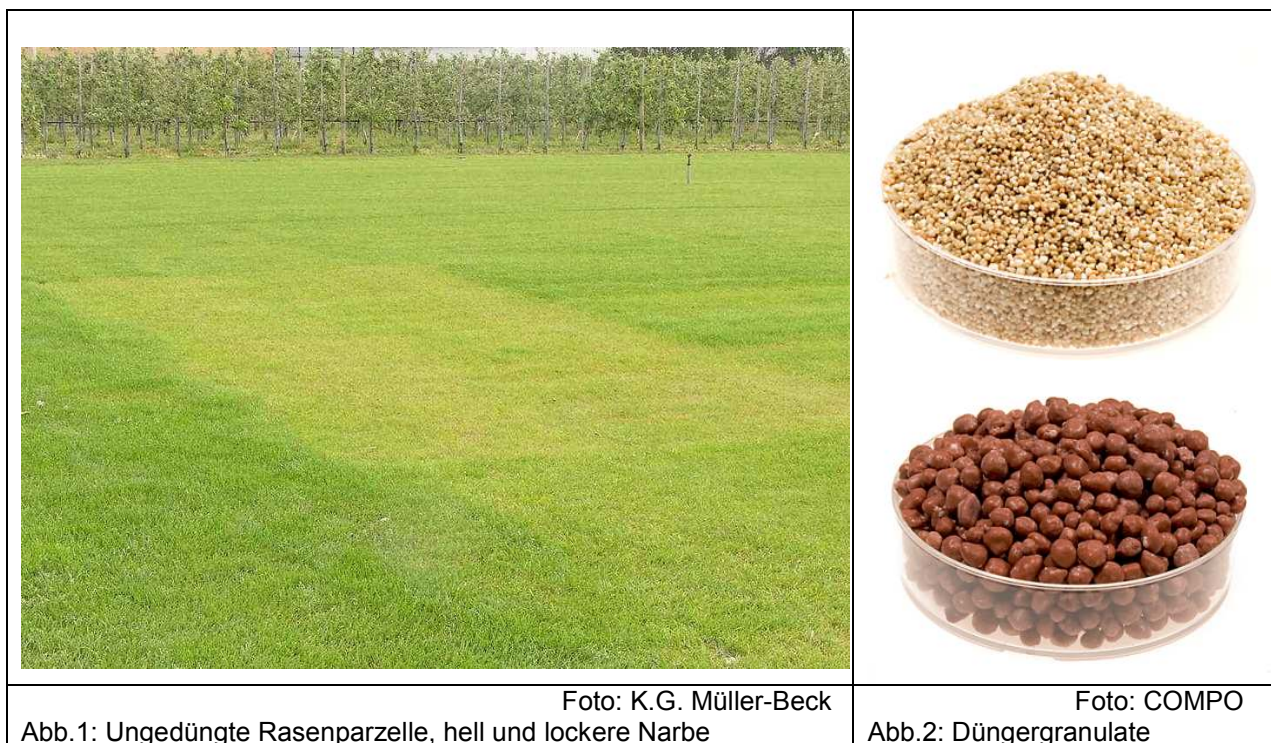 Foto: K.G. Müller-Beck
Abb.1: Ungedüngte Rasenparzelle, hell und lockere Narbe
Foto: COMPO
Abb.2: Düngergranulate